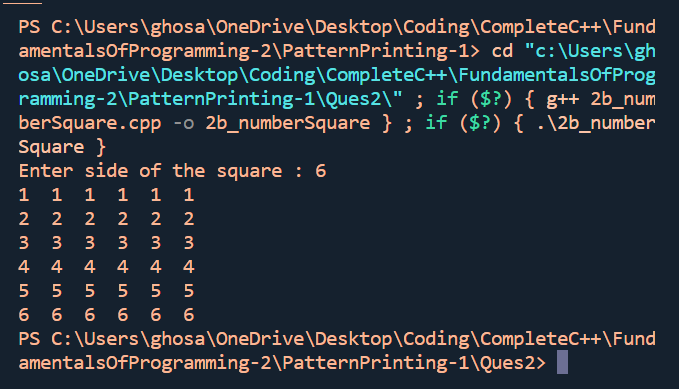 PS C:\Users\ghosa\OneDrive\Desktop\Coding\CompleteC++\Fund
amentalsOfProgramming-2\PatternPrinting-1> cd "c:\Users\gh
osa\OneDrive\Desktop\Coding\CompleteC++\FundamentalsOfProg
ramming-2\PatternPrinting-1\Ques2\" ; if ($?) { g++ 2b_num
berSquare.cpp -o 2b_numberSquare } ; if ($?) { .\2b_number
Square }
Enter side of the square : 6
1  1  1  1  1  1
2  2  2  2  2  2
3  3  3  3  3  3
4  4  4  4  4  4
5  5  5  5  5  5
6  6  6  6  6  6
PS C:\Users\ghosa\OneDrive\Desktop\Coding\CompleteC++\Fund
amentalsOfProgramming-2\PatternPrinting-1\Ques2>